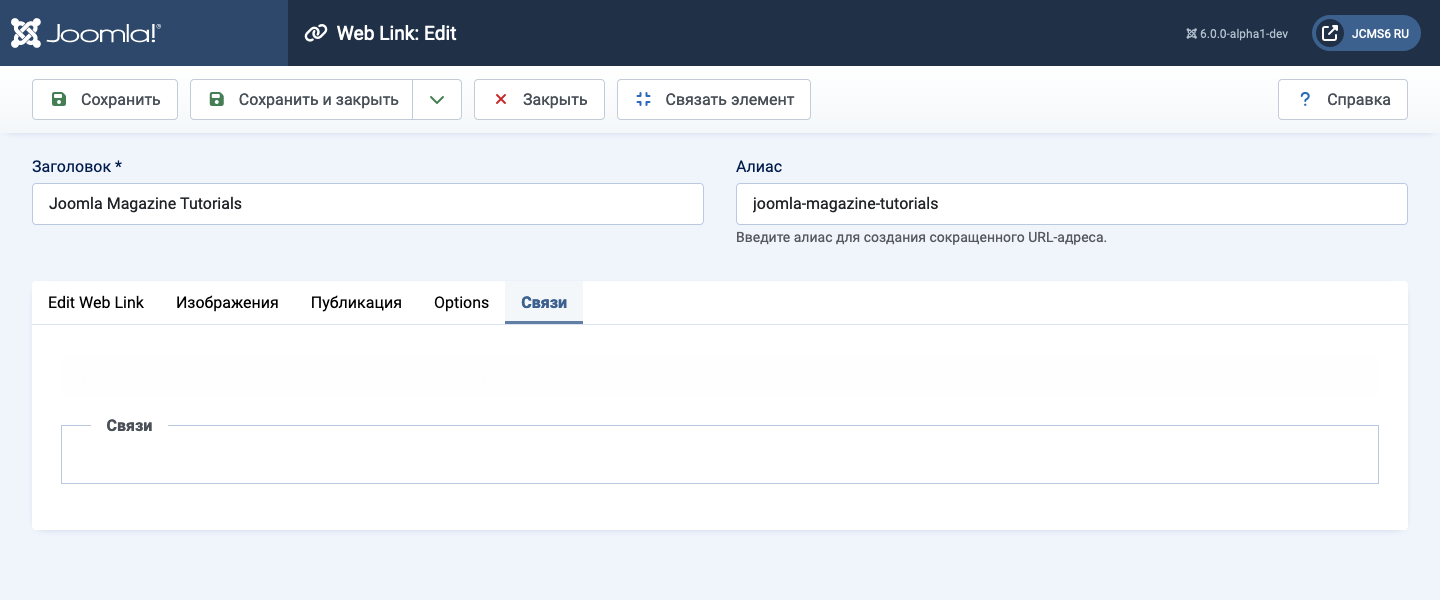 Joomla!®
Web Link: Edit
6.0.0-alpha1-dev
JCMS6 RU
Сохранить
Сохранить и закрыть
Закрыть
Связать элемент
? Справка
Заголовок *
Алиас
Joomla Magazine Tutorials
joomla-magazine-tutorials
Введите алиас для создания сокращенного URL-адреса.
Edit Web Link
Изображения
Публикация
Options
Связи
Связи